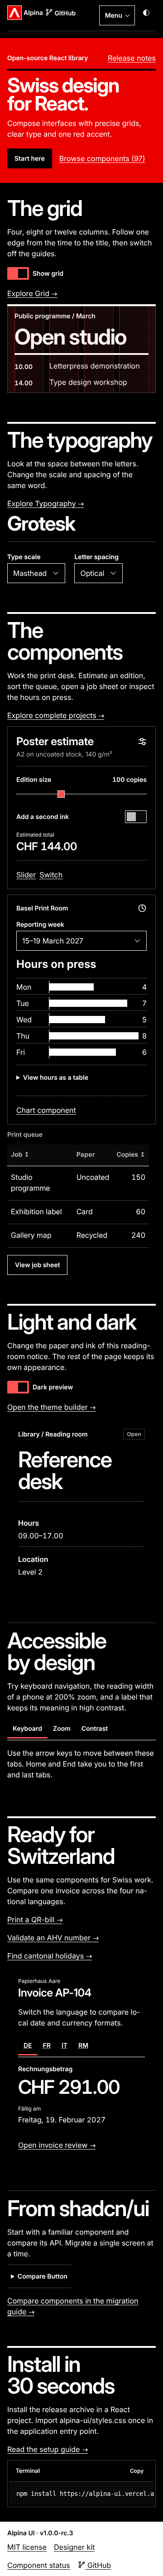 Alpina GitHub Menu
Open-source React library Release notes
Swiss design
for React.
Compose interfaces with precise grids,
clear type and one red accent.
Start here Browse components (97)
The grid
Four, eight or twelve columns. Follow one
edge from the time to the title, then switch
off the guides.
Show grid
Explore Grid →
Public programme / March
Open studio
10.00 Letterpress demonstration
14.00 Type design workshop
The typography
Look at the space between the letters.
Change the scale and spacing of the
same word.
Explore Typography →
Grotesk
Type scale Letter spacing
Masthead Optical
The
components
Work the print desk. Estimate an edition,
sort the queue, open a job sheet or inspect
the hours on press.
Explore complete projects →
Poster estimate
A2 on uncoated stock, 140 g/m²
Edition size 100 copies
Add a second ink
Estimated total
CHF 144.00
Slider Switch
Basel Print Room
Reporting week
15–19 March 2027
Hours on press
Mon 4
Tue 7
Wed 5
Thu 8
Fri 6
View hours as a table
Chart component
Print queue
Job ↕ Paper Copies ↕
Studio
programme Uncoated 150
Exhibition label Card 60
Gallery map Recycled 240
View job sheet
Light and dark
Change the paper and ink of this reading-
room notice. The rest of the page keeps its
own appearance.
Dark preview
Open the theme builder →
Library / Reading room Open
Reference
desk
Hours
09.00–17.00
Location
Level 2
Accessible
by design
Try keyboard navigation, the reading width
of a phone at 200% zoom, and a label that
keeps its meaning in high contrast.
Keyboard Zoom Contrast
Use the arrow keys to move between these
tabs. Home and End take you to the first
and last tabs.
Ready for
Switzerland
Use the same components for Swiss work.
Compare one invoice across the four na-
tional languages.
Print a QR-bill →
Validate an AHV number →
Find cantonal holidays →
Papierhaus Aare
Invoice AP-104
Switch the language to compare lo-
cal date and currency formats.
DE FR IT RM
Rechnungsbetrag
CHF 291.00
Fällig am
Freitag, 19. Februar 2027
Open invoice review →
From shadcn/ui
Start with a familiar component and
compare its API. Migrate a single screen at
a time.
Compare Button
Compare components in the migration
guide →
Install in
30 seconds
Install the release archive in a React
project. Import alpina-ui/styles.css once in
the application entry point.
Read the setup guide →
Terminal Copy
npm install https://alpina-ui.vercel.a
Alpina UI · v1.0.0-rc.3
MIT license Designer kit
Component status GitHub